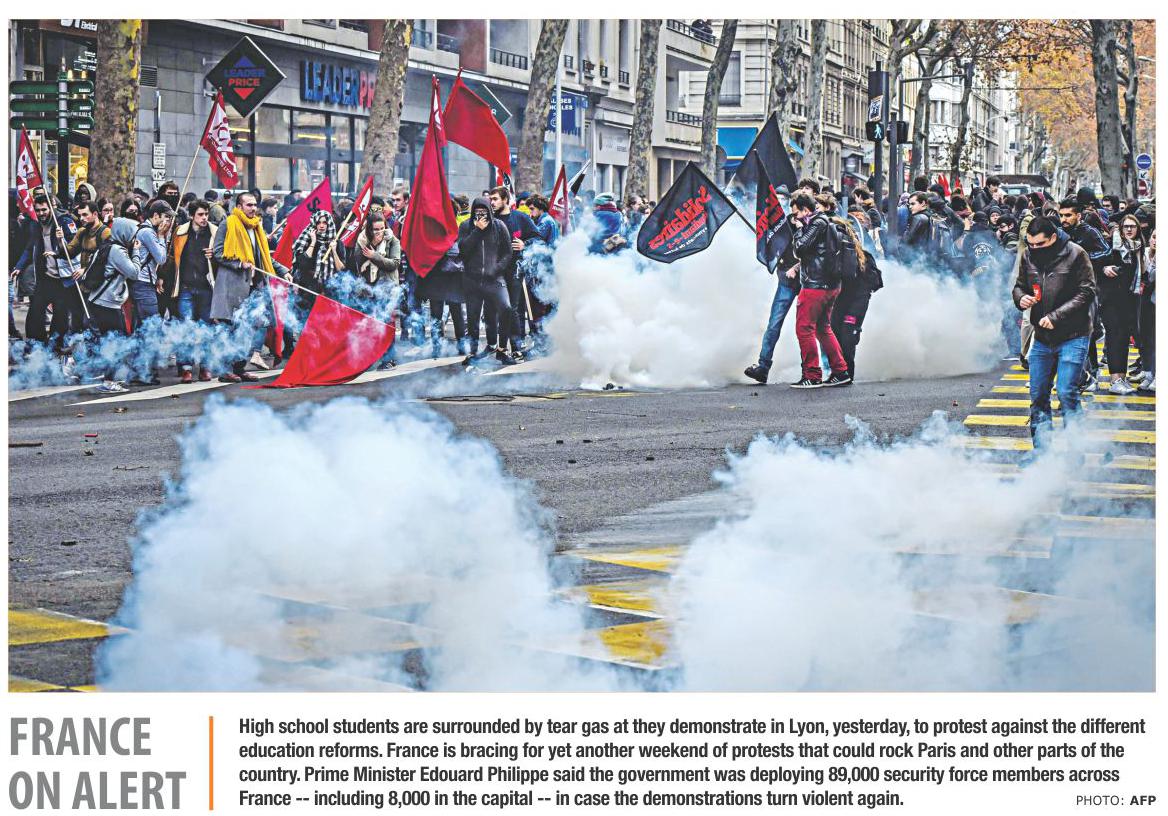 LEADER
PRICE
LEADER PR
FRANCE
ON ALERT
High school students are surrounded by tear gas at they demonstrate in Lyon, yesterday, to protest against the different
education reforms. France is bracing for yet another weekend of protests that could rock Paris and other parts of the
country. Prime Minister Edouard Philippe said the government was deploying 89,000 security force members across
France -- including 8,000 in the capital -- in case the demonstrations turn violent again.
PHOTO: AFP